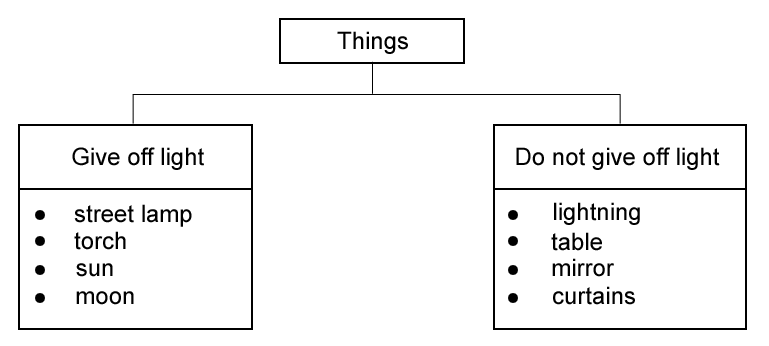 Things
Give off light
● street lamp
● torch
● sun
● moon
Do not give off light
● lightning
● table
● mirror
● curtains